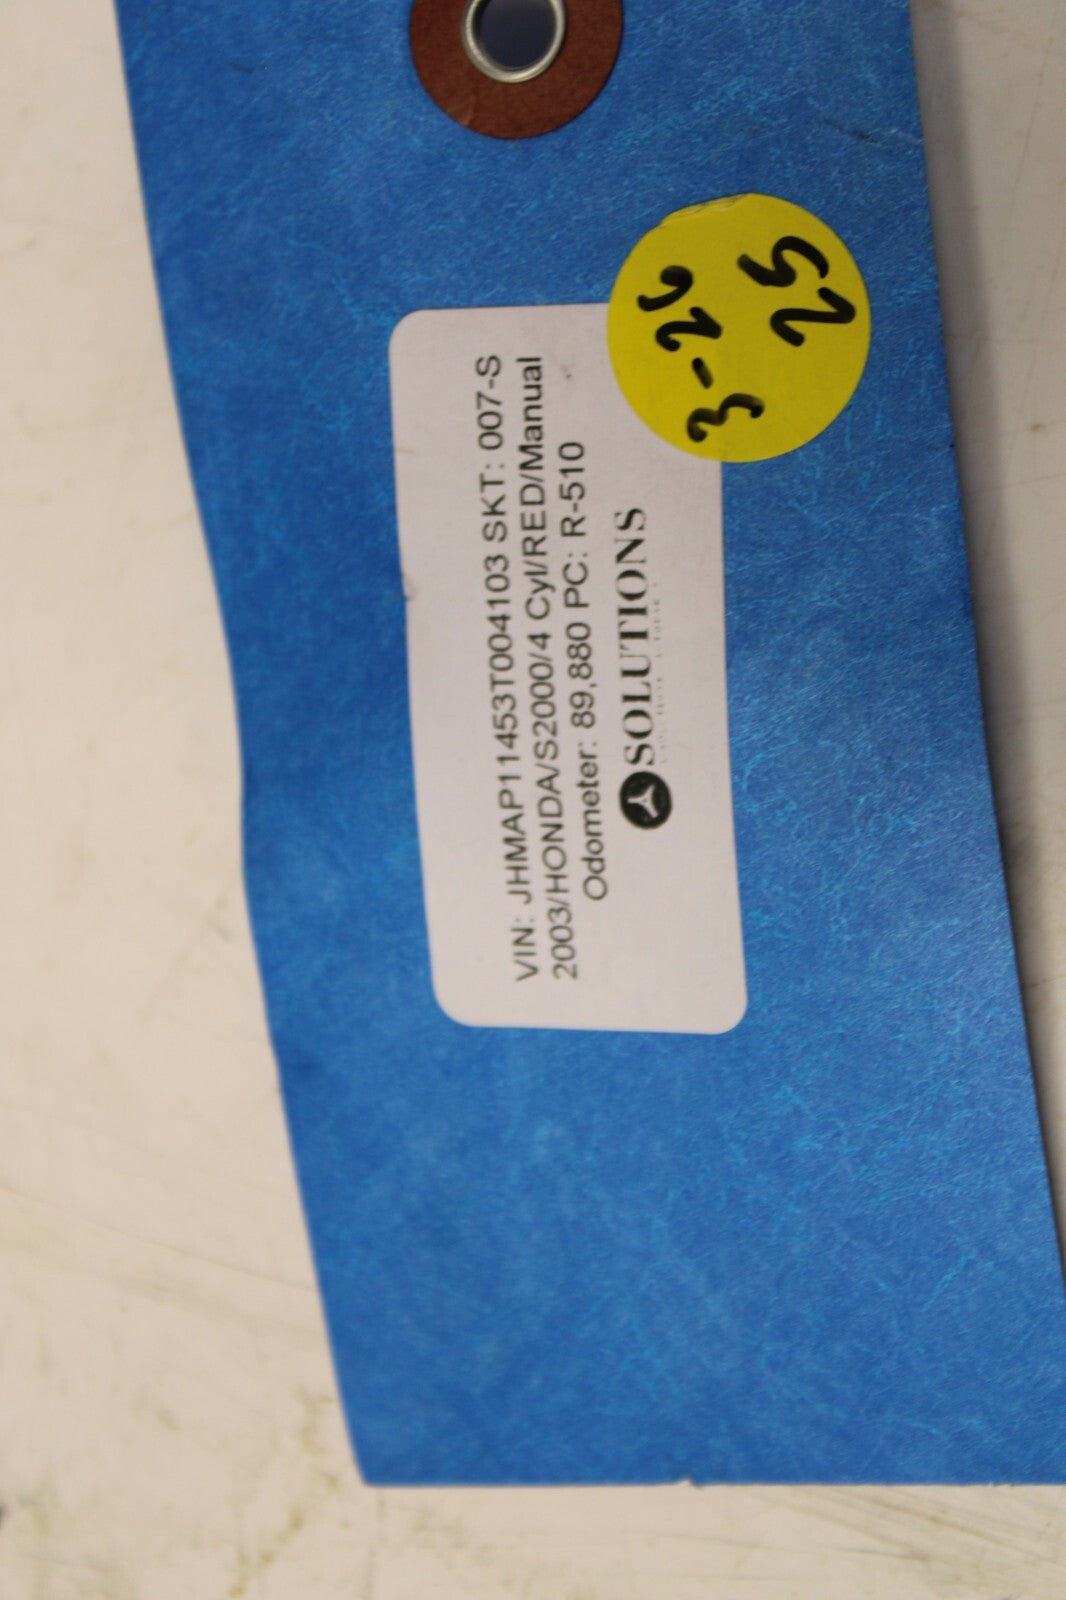 VIN: JHMAP11453T004103 SKT: 007-S
2003/HONDA/S2000/4 Cyl/RED/Manual
Odometer: 89,880 PC: R-510
SOLUTIONS
3-26
25